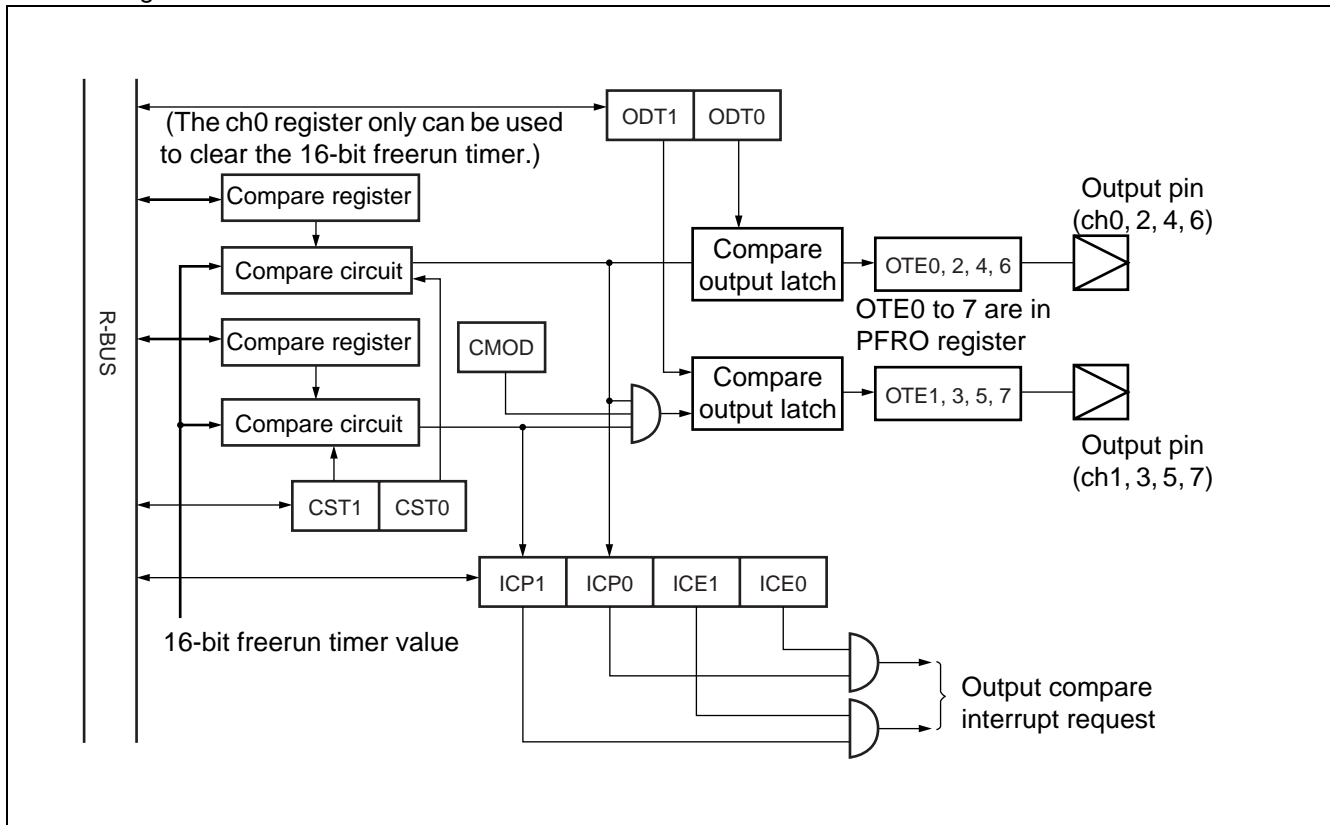 ODT1 ODT0
(The ch0 register only can be used
to clear the 16-bit freerun timer.)
Compare register
Compare circuit
Compare register
Compare circuit
R-BUS
CMOD
CST1 CST0
Compare
output latch
OTE0, 2, 4, 6
OTE0 to 7 are in
PFRO register
Compare
output latch
OTE1, 3, 5, 7
Output pin
(ch0, 2, 4, 6)
Output pin
(ch1, 3, 5, 7)
ICP1 ICP0 ICE1 ICE0
16-bit freerun timer value
Output compare
interrupt request